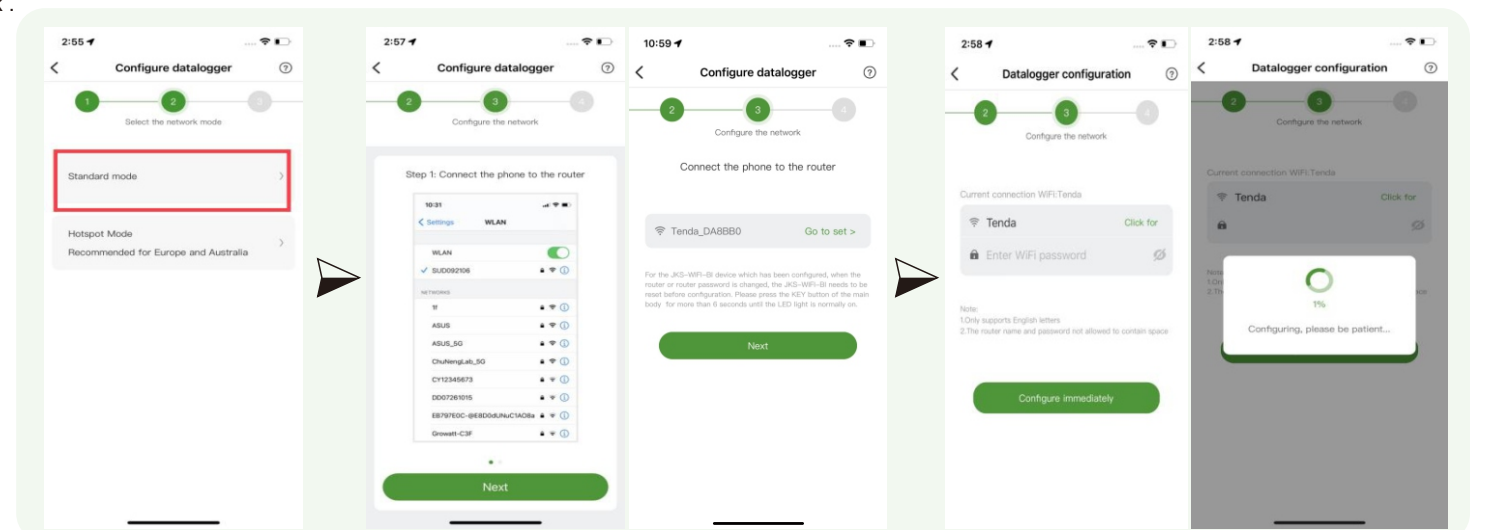 2:55
Configure datalogger
1
2
3
Select the network mode
Standard mode
Hotspot Mode
Recommended for Europe and Australia
2:57
Configure datalogger
2
3
4
Configure the network
Step 1: Connect the phone to the router
10:31
Settings WLAN
WLAN
SUD092106
NETWORKS
1f
ASUS
ASUS_5G
ChuNengLab_5G
CY12345673
DD07261015
Growatt-C3F
Next
10:59
Configure datalogger
2
3
4
Configure the network
Connect the phone to the router
Tenda_DA8BB0 Go to set >
For the JKS-WIFI-BI device which has been configured, when the
router or router password is changed, the JKS-WIFI-BI needs to be
reset before configuration. Please press the KEY button of the main
body for more than 6 seconds until the LED light is normally on.
Next
2:58
Datalogger configuration
2
3
4
Configure the network
Current connection WiFi:Tenda
Tenda Click for
Enter WiFi password
Note:
1.Only supports English letters
2.The router name and password not allowed to contain space
Configure immediately
2:58
Datalogger configuration
2
3
4
Configure the network
Current connection WiFi:Tenda
Tenda Click for
1%
Configuring, please be patient...